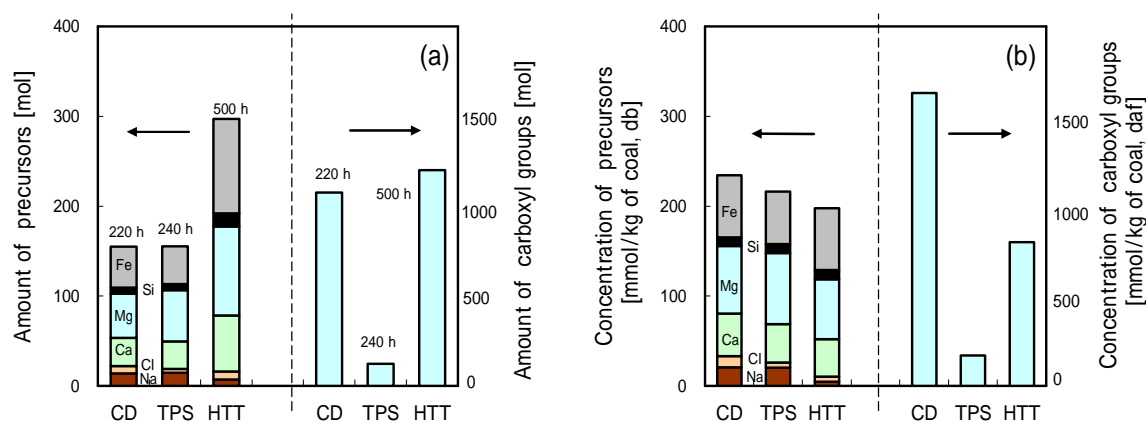 400
300
200
100
0
Amount of precursors [mol]
(a)
500 h
220 h
240 h
Fe
Si
Mg
Ca
Cl
Na
220 h
500 h
240 h
1500
1000
500
0
Amount of carboxyl groups [mol]
CD TPS HTT CD TPS HTT
400
300
200
100
0
Concentration of precursors
[mmol/kg of coal, db]
(b)
Fe
Si
Mg
Ca
Cl
Na
1500
1000
500
0
Concentration of carboxyl groups
[mmol/kg of coal, daf]
CD TPS HTT CD TPS HTT